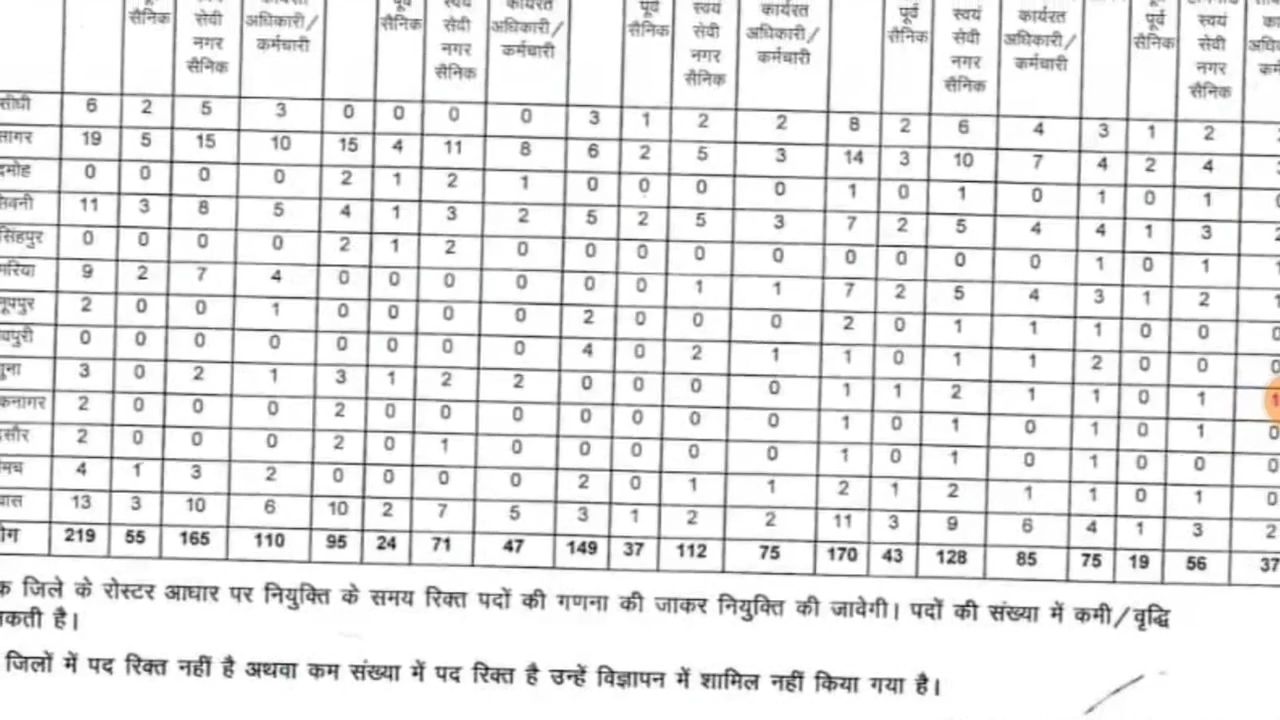 पूर्व सैनिक स्वयं सेवी नगर सैनिक अधिकारी/ कर्मचारी पूर्व सैनिक स्वयं सेवी नगर सैनिक कार्यरत अधिकारी/ कर्मचारी पूर्व सैनिक स्वयं सेवी नगर सैनिक कार्यरत अधिकारी/ कर्मचारी पूर्व सैनिक स्वयं सेवी नगर सैनिक कार्यरत अधिकारी/ कर्मचारी पूर्व सैनिक स्वयं सेवी नगर सैनिक
सीधी 6 2 5 3 0 0 0 0 3 1 2 2 8 2 6 4 3 1 2
सागर 19 5 15 10 15 4 11 8 6 2 5 3 14 3 10 7 4 2 4
दमोह 0 0 0 0 2 1 2 1 0 0 0 0 1 0 1 0 1 0 1 0
सिवनी 11 3 8 5 4 1 3 2 5 2 5 3 7 2 5 4 4 1 3 2
सिंहपुर 0 0 0 0 2 1 2 0 0 0 0 0 0 0 0 0 1 0 1 1
मरिया 9 2 7 4 0 0 0 0 0 0 1 1 7 2 5 4 3 1 2 1
नूपपुर 2 0 0 1 0 0 0 0 2 0 0 0 2 0 1 1 1 0 0 0
वपुरी 0 0 0 0 0 0 0 0 4 0 2 1 1 0 1 1 2 0 0 0
गुना 3 0 2 1 3 1 2 2 0 0 0 0 1 1 2 1 1 0 1 1
कनागर 2 0 0 0 2 0 0 0 0 0 0 0 1 0 1 0 1 0 1 0
दसौर 2 0 0 0 2 0 1 0 0 0 0 0 1 0 1 0 1 0 0 0
मच 4 1 3 2 0 0 0 0 2 0 1 1 2 1 2 1 1 0 1 0
वास 13 3 10 6 10 2 7 5 3 1 2 2 11 3 9 6 4 1 3 2
योग 219 55 165 110 95 24 71 47 149 37 112 75 170 43 128 85 75 19 56 37
क जिले के रोस्टर आधार पर नियुक्ति के समय रिक्त पदों की गणना की जाकर नियुक्ति की जावेगी। पदों की संख्या में कमी/वृद्धि
सकती है।
जिलों में पद रिक्त नहीं है अथवा कम संख्या में पद रिक्त है उन्हें विज्ञापन में शामिल नहीं किया गया है।